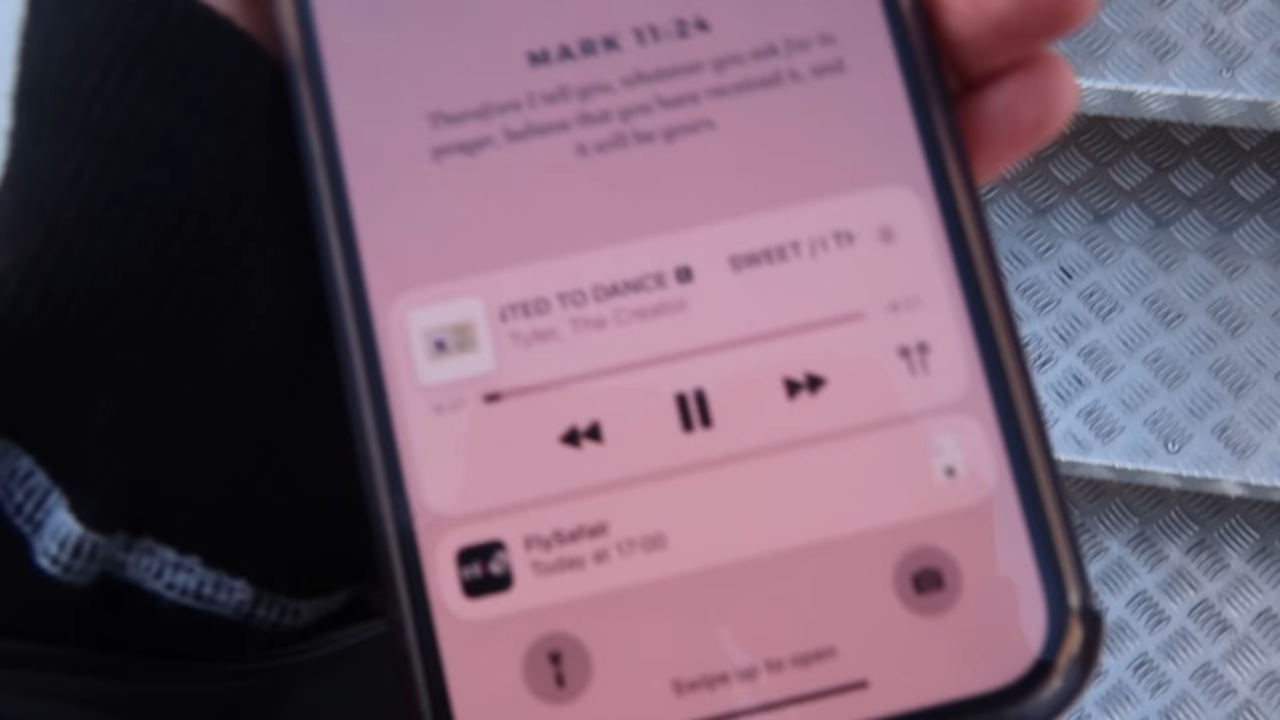 MARK 11:24
Therefore I tell you, whatever you ask for in
prayer, believe that you have received it, and
it will be yours.
TED TO DANCE E SWEET / I TH
Tyler, The Creator
FlySafair
Today at 17:00
Swipe up to open